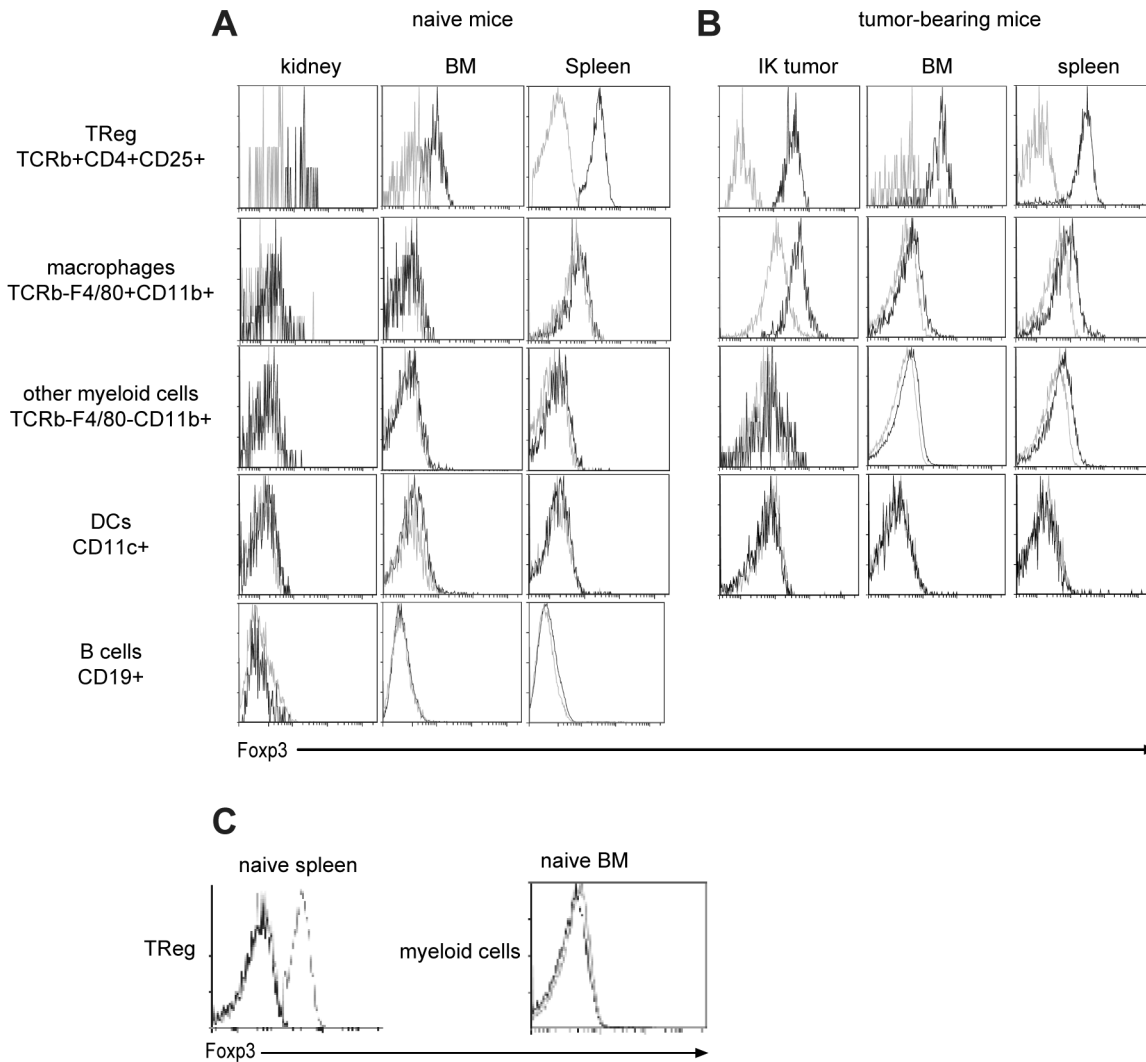 A
naive mice
B
tumor-bearing mice
kidney
BM
Spleen
IK tumor
BM
spleen
TReg
TCRb+CD4+CD25+
macrophages
TCRb-F4/80+CD11b+
other myeloid cells
TCRb-F4/80-CD11b+
DCs
CD11c+
B cells
CD19+
Foxp3
C
naive spleen
naive BM
TReg
myeloid cells
Foxp3